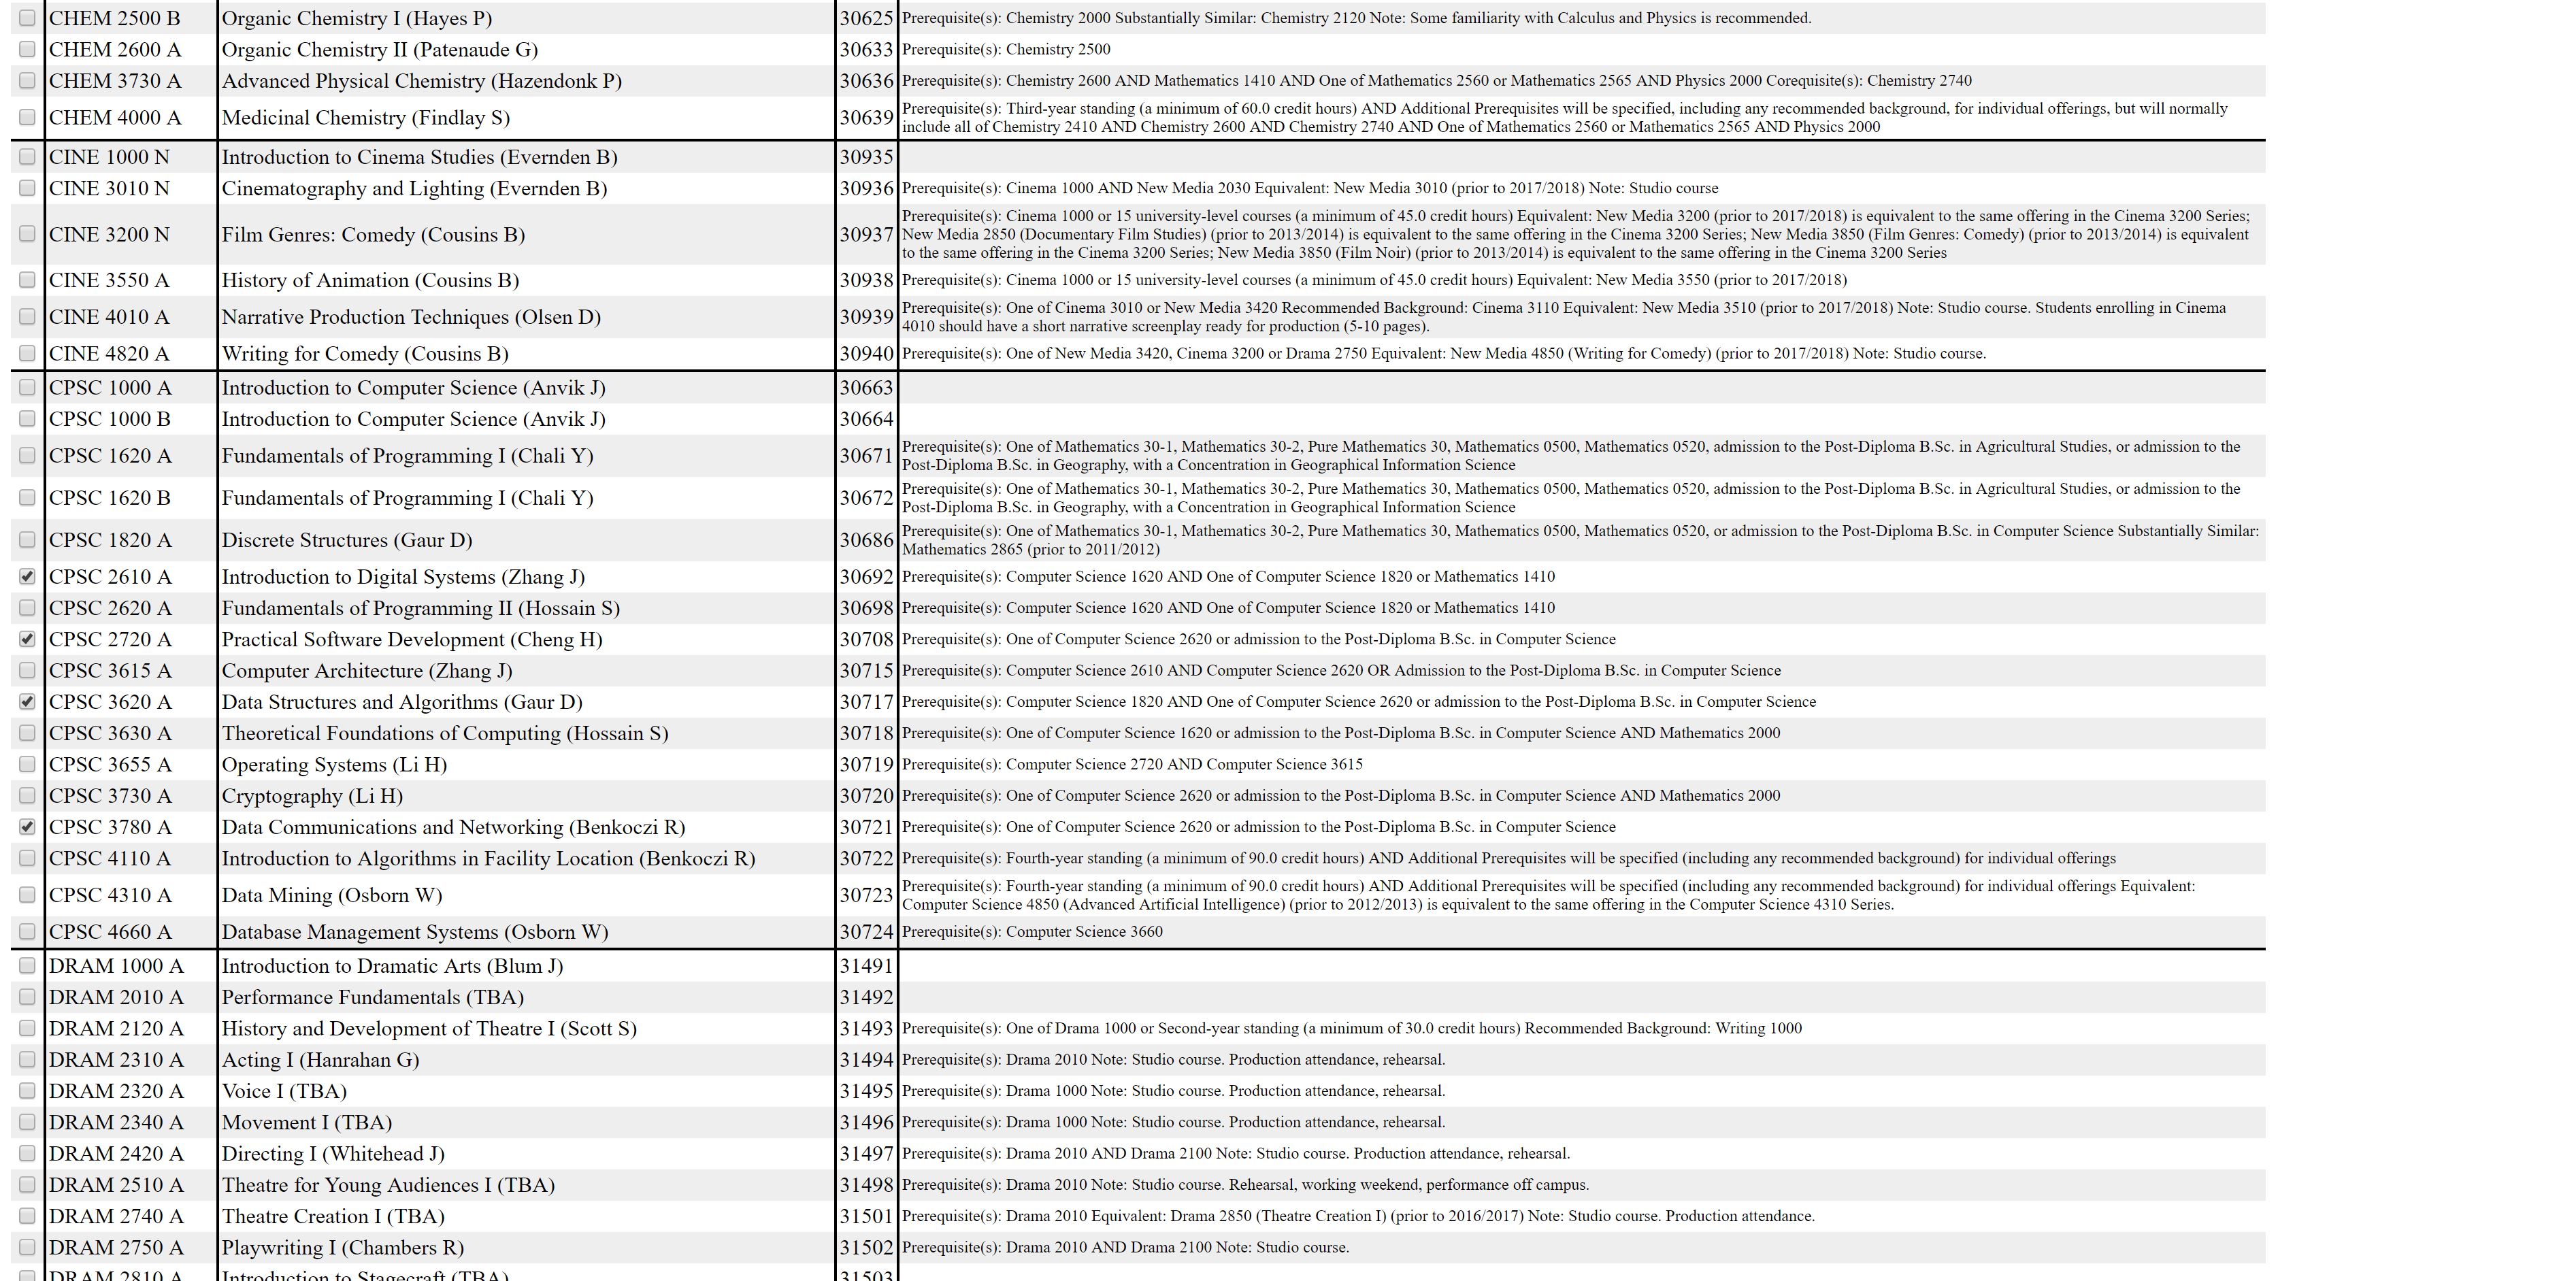 CHEM 2500 B Organic Chemistry I (Hayes P) 30625 Prerequisite(s): Chemistry 2000 Substantially Similar: Chemistry 2120 Note: Some familiarity with Calculus and Physics is recommended.
CHEM 2600 A Organic Chemistry II (Patenaude G) 30633 Prerequisite(s): Chemistry 2500
CHEM 3730 A Advanced Physical Chemistry (Hazendonk P) 30636 Prerequisite(s): Chemistry 2600 AND Mathematics 1410 AND One of Mathematics 2560 or Mathematics 2565 AND Physics 2000 Corequisite(s): Chemistry 2740
CHEM 4000 A Medicinal Chemistry (Findlay S) 30639 Prerequisite(s): Third-year standing (a minimum of 60.0 credit hours) AND Additional Prerequisites will be specified, including any recommended background, for individual offerings, but will normally
include all of Chemistry 2410 AND Chemistry 2600 AND Chemistry 2740 AND One of Mathematics 2560 or Mathematics 2565 AND Physics 2000
CINE 1000 N Introduction to Cinema Studies (Evernden B) 30935
CINE 3010 N Cinematography and Lighting (Evernden B) 30936 Prerequisite(s): Cinema 1000 AND New Media 2030 Equivalent: New Media 3010 (prior to 2017/2018) Note: Studio course
CINE 3200 N Film Genres: Comedy (Cousins B) 30937 Prerequisite(s): Cinema 1000 or 15 university-level courses (a minimum of 45.0 credit hours) Equivalent: New Media 3200 (prior to 2017/2018) is equivalent to the same offering in the Cinema 3200 Series;
New Media 2850 (Documentary Film Studies) (prior to 2013/2014) is equivalent to the same offering in the Cinema 3200 Series; New Media 3850 (Film Genres: Comedy) (prior to 2013/2014) is equivalent
to the same offering in the Cinema 3200 Series; New Media 3850 (Film Noir) (prior to 2013/2014) is equivalent to the same offering in the Cinema 3200 Series
CINE 3550 A History of Animation (Cousins B) 30938 Prerequisite(s): Cinema 1000 or 15 university-level courses (a minimum of 45.0 credit hours) Equivalent: New Media 3550 (prior to 2017/2018)
CINE 4010 A Narrative Production Techniques (Olsen D) 30939 Prerequisite(s): One of Cinema 3010 or New Media 3420 Recommended Background: Cinema 3110 Equivalent: New Media 3510 (prior to 2017/2018) Note: Studio course. Students enrolling in Cinema
4010 should have a short narrative screenplay ready for production (5-10 pages).
CINE 4820 A Writing for Comedy (Cousins B) 30940 Prerequisite(s): One of New Media 3420, Cinema 3200 or Drama 2750 Equivalent: New Media 4850 (Writing for Comedy) (prior to 2017/2018) Note: Studio course.
CPSC 1000 A Introduction to Computer Science (Anvik J) 30663
CPSC 1000 B Introduction to Computer Science (Anvik J) 30664
CPSC 1620 A Fundamentals of Programming I (Chali Y) 30671 Prerequisite(s): One of Mathematics 30-1, Mathematics 30-2, Pure Mathematics 30, Mathematics 0500, Mathematics 0520, admission to the Post-Diploma B.Sc. in Agricultural Studies, or admission to the
Post-Diploma B.Sc. in Geography, with a Concentration in Geographical Information Science
CPSC 1620 B Fundamentals of Programming I (Chali Y) 30672 Prerequisite(s): One of Mathematics 30-1, Mathematics 30-2, Pure Mathematics 30, Mathematics 0500, Mathematics 0520, admission to the Post-Diploma B.Sc. in Agricultural Studies, or admission to the
Post-Diploma B.Sc. in Geography, with a Concentration in Geographical Information Science
CPSC 1820 A Discrete Structures (Gaur D) 30686 Prerequisite(s): One of Mathematics 30-1, Mathematics 30-2, Pure Mathematics 30, Mathematics 0500, Mathematics 0520, or admission to the Post-Diploma B.Sc. in Computer Science Substantially Similar:
Mathematics 2865 (prior to 2011/2012)
CPSC 2610 A Introduction to Digital Systems (Zhang J) 30692 Prerequisite(s): Computer Science 1620 AND One of Computer Science 1820 or Mathematics 1410
CPSC 2620 A Fundamentals of Programming II (Hossain S) 30698 Prerequisite(s): Computer Science 1620 AND One of Computer Science 1820 or Mathematics 1410
CPSC 2720 A Practical Software Development (Cheng H) 30708 Prerequisite(s): One of Computer Science 2620 or admission to the Post-Diploma B.Sc. in Computer Science
CPSC 3615 A Computer Architecture (Zhang J) 30715 Prerequisite(s): Computer Science 2610 AND Computer Science 2620 OR Admission to the Post-Diploma B.Sc. in Computer Science
CPSC 3620 A Data Structures and Algorithms (Gaur D) 30717 Prerequisite(s): Computer Science 1820 AND One of Computer Science 2620 or admission to the Post-Diploma B.Sc. in Computer Science
CPSC 3630 A Theoretical Foundations of Computing (Hossain S) 30718 Prerequisite(s): One of Computer Science 1620 or admission to the Post-Diploma B.Sc. in Computer Science AND Mathematics 2000
CPSC 3655 A Operating Systems (Li H) 30719 Prerequisite(s): Computer Science 2720 AND Computer Science 3615
CPSC 3730 A Cryptography (Li H) 30720 Prerequisite(s): One of Computer Science 2620 or admission to the Post-Diploma B.Sc. in Computer Science AND Mathematics 2000
CPSC 3780 A Data Communications and Networking (Benkoczi R) 30721 Prerequisite(s): One of Computer Science 2620 or admission to the Post-Diploma B.Sc. in Computer Science
CPSC 4110 A Introduction to Algorithms in Facility Location (Benkoczi R) 30722 Prerequisite(s): Fourth-year standing (a minimum of 90.0 credit hours) AND Additional Prerequisites will be specified (including any recommended background) for individual offerings
CPSC 4310 A Data Mining (Osborn W) 30723 Prerequisite(s): Fourth-year standing (a minimum of 90.0 credit hours) AND Additional Prerequisites will be specified (including any recommended background) for individual offerings Equivalent:
Computer Science 4850 (Advanced Artificial Intelligence) (prior to 2012/2013) is equivalent to the same offering in the Computer Science 4310 Series.
CPSC 4660 A Database Management Systems (Osborn W) 30724 Prerequisite(s): Computer Science 3660
DRAM 1000 A Introduction to Dramatic Arts (Blum J) 31491
DRAM 2010 A Performance Fundamentals (TBA) 31492
DRAM 2120 A History and Development of Theatre I (Scott S) 31493 Prerequisite(s): One of Drama 1000 or Second-year standing (a minimum of 30.0 credit hours) Recommended Background: Writing 1000
DRAM 2310 A Acting I (Hanrahan G) 31494 Prerequisite(s): Drama 2010 Note: Studio course. Production attendance, rehearsal.
DRAM 2320 A Voice I (TBA) 31495 Prerequisite(s): Drama 1000 Note: Studio course. Production attendance, rehearsal.
DRAM 2340 A Movement I (TBA) 31496 Prerequisite(s): Drama 1000 Note: Studio course. Production attendance, rehearsal.
DRAM 2420 A Directing I (Whitehead J) 31497 Prerequisite(s): Drama 2010 AND Drama 2100 Note: Studio course. Production attendance, rehearsal.
DRAM 2510 A Theatre for Young Audiences I (TBA) 31498 Prerequisite(s): Drama 2010 Note: Studio course. Rehearsal, working weekend, performance off campus.
DRAM 2740 A Theatre Creation I (TBA) 31501 Prerequisite(s): Drama 2010 Equivalent: Drama 2850 (Theatre Creation I) (prior to 2016/2017) Note: Studio course. Production attendance.
DRAM 2750 A Playwriting I (Chambers R) 31502 Prerequisite(s): Drama 2010 AND Drama 2100 Note: Studio course.
DRAM 2810 A Introduction to Stagecraft (TBA) 31503